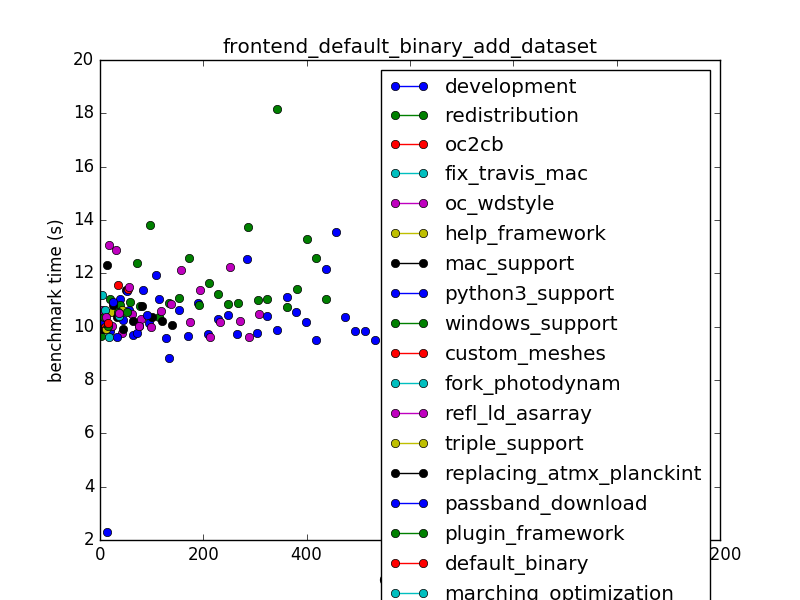 frontend_default_binary_add_dataset
20
18
16
14
12
10
8
6
4
2
benchmark time (s)
0
200
400
200
development
redistribution
oc2cb
fix_travis_mac
oc_wdstyle
help_framework
mac_support
python3_support
windows_support
custom_meshes
fork_photodynam
refl_ld_asarray
triple_support
replacing_atmx_planckint
passband_download
plugin_framework
default_binary
marching_optimization